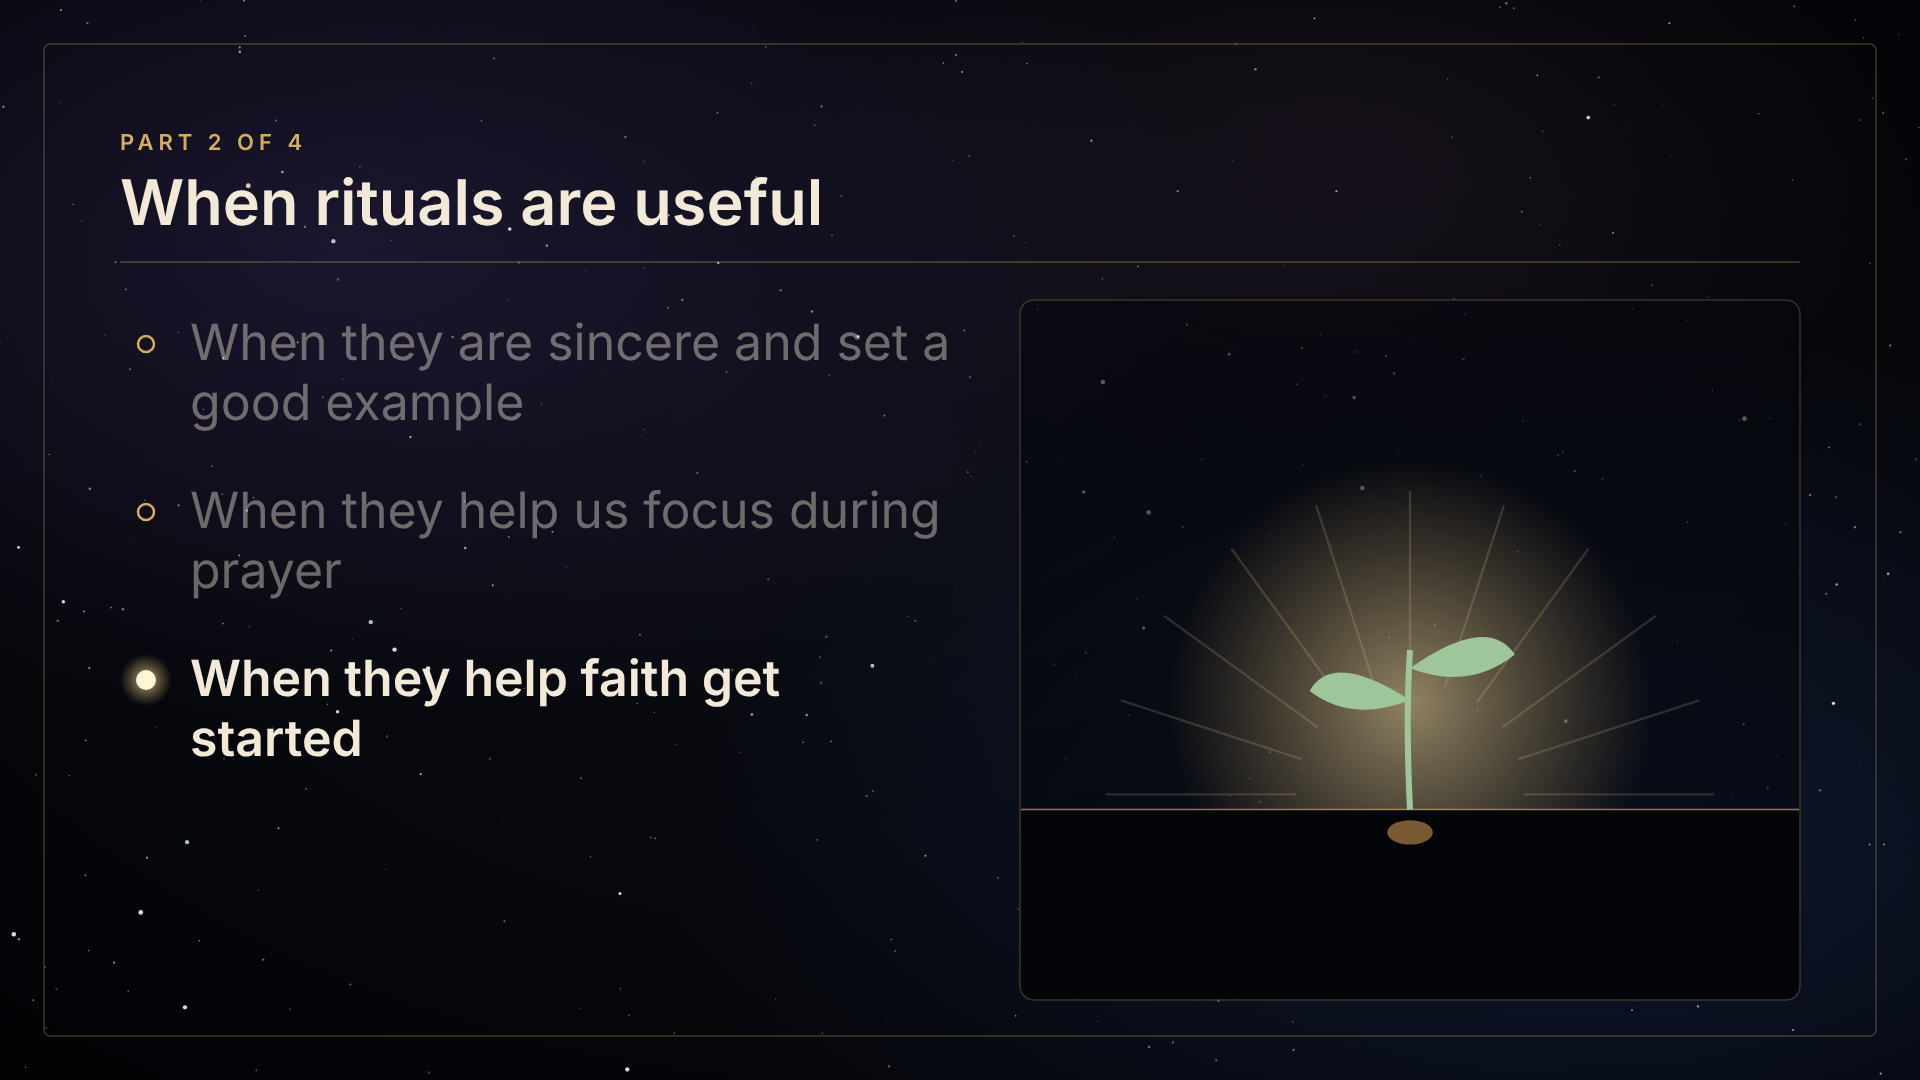 PART 2 OF 4
When rituals are useful
When they are sincere and set a
good example
When they help us focus during
prayer
When they help faith get
started